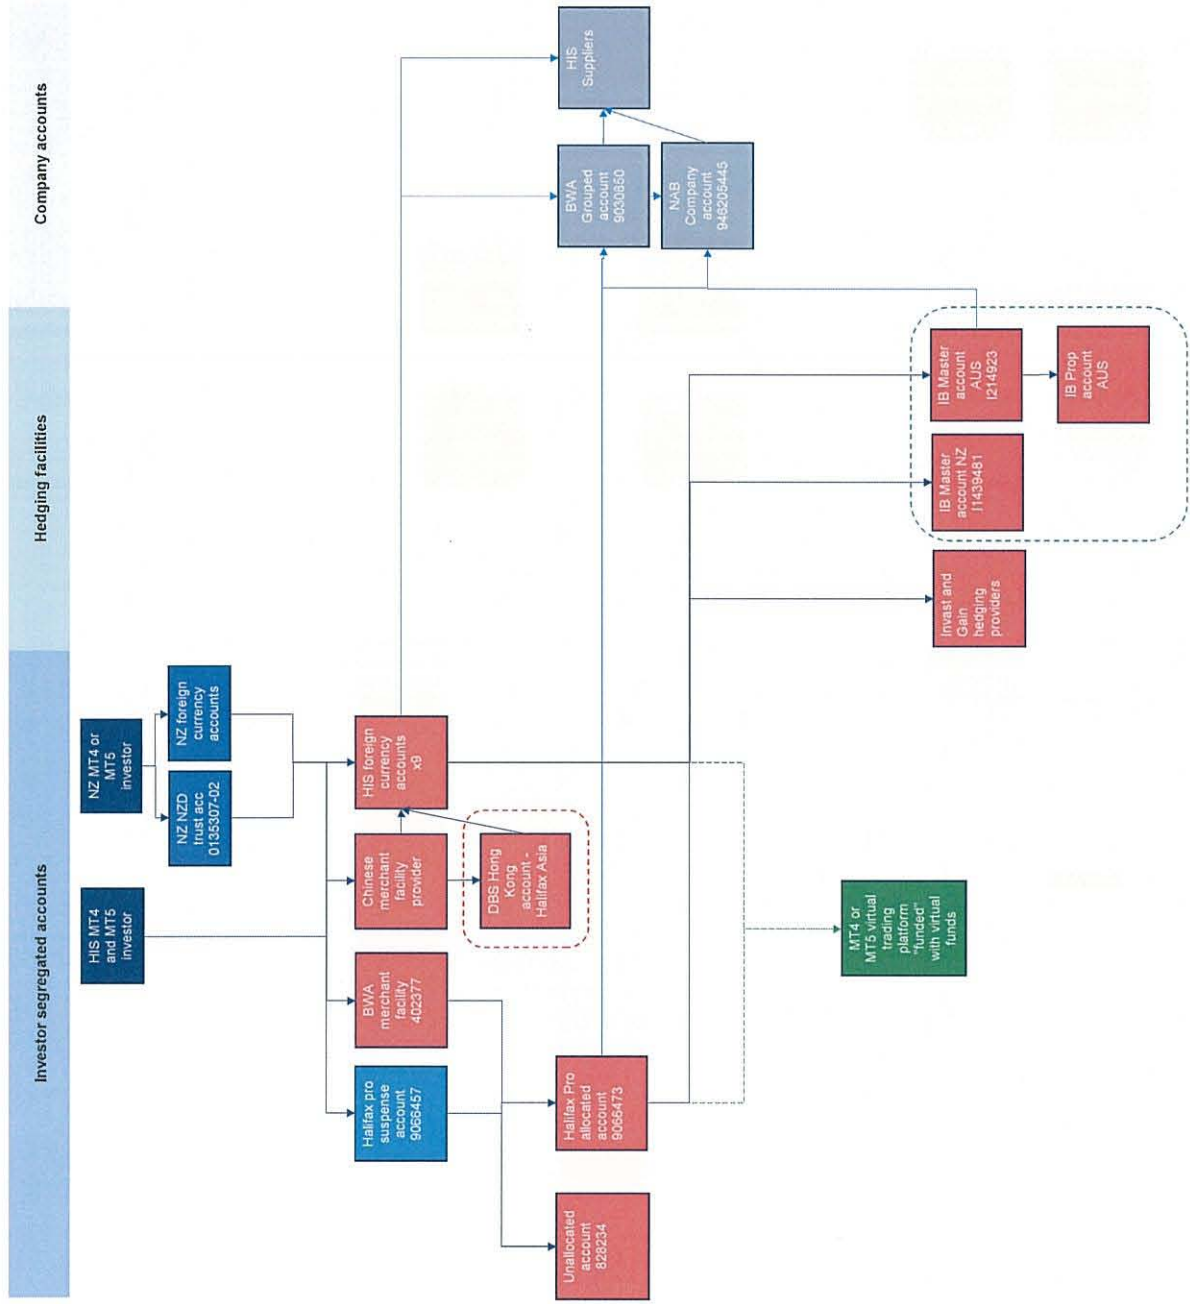 Investor segregated accounts
Hedging facilities
Company accounts
HIS MT4
and MT5
investor
NZ MT4 or
MT5
investor
NZ NZD
trust acc
0135307-02
NZ foreign
currency
accounts
Halifax pro
suspense
account
9066457
BWA
merchant
facility
402377
Chinese
merchant
facility
provider
HIS foreign
currency
accounts
x9
DBS Hong
Kong
account -
Halifax Asia
Unallocated
account
828234
Halifax Pro
allocated
account
9066473
BWA
Grouped
account
9030850
HIS
Suppliers
NAB
Company
account
946205445
MT4 or
MT5 virtual
trading
platform
"funded"
with virtual
funds
Invast and
Gain
hedging
providers
IB Master
account NZ
I1439481
IB Master
account
AUS
I214923
IB Prop
account
AUS